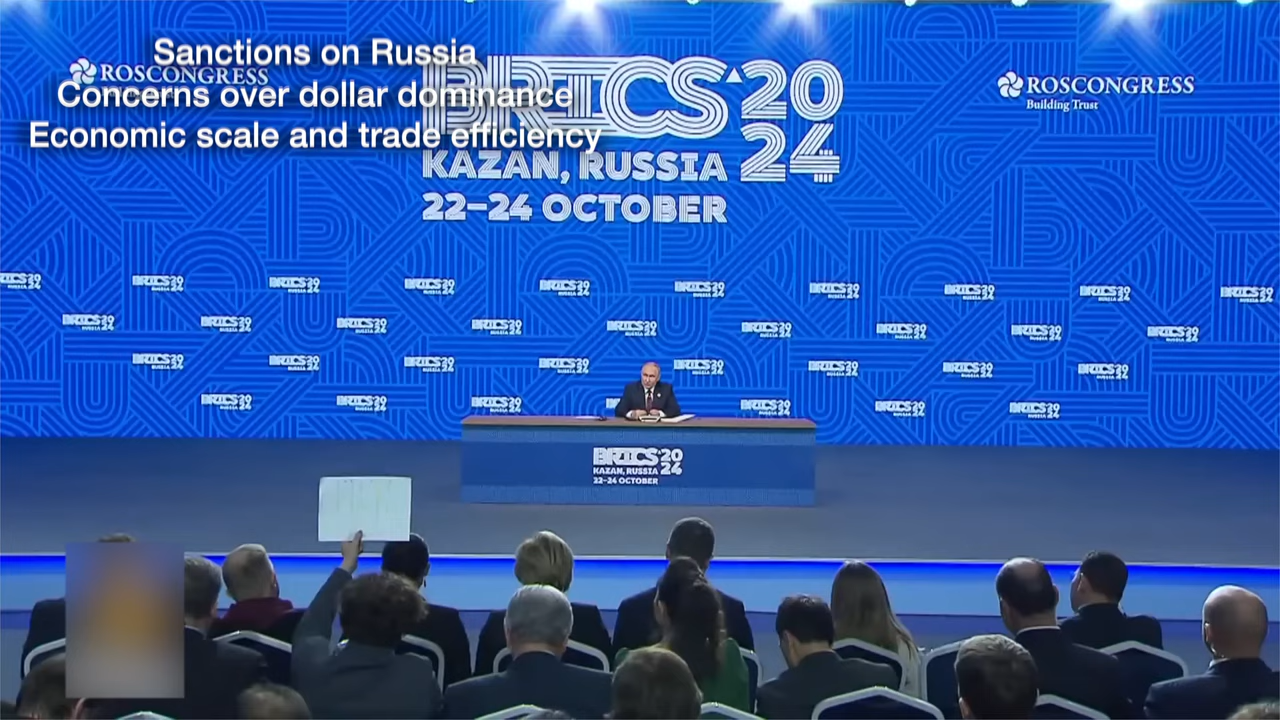 Sanctions on Russia
Concerns over dollar dominance
Economic scale and trade efficiency
ROSCONGRESS
BRICS 2024
KAZAN, RUSSIA
22–24 OCTOBER
ROSCONGRESS
Building Trust
BRICS 2024
KAZAN, RUSSIA
22–24 OCTOBER